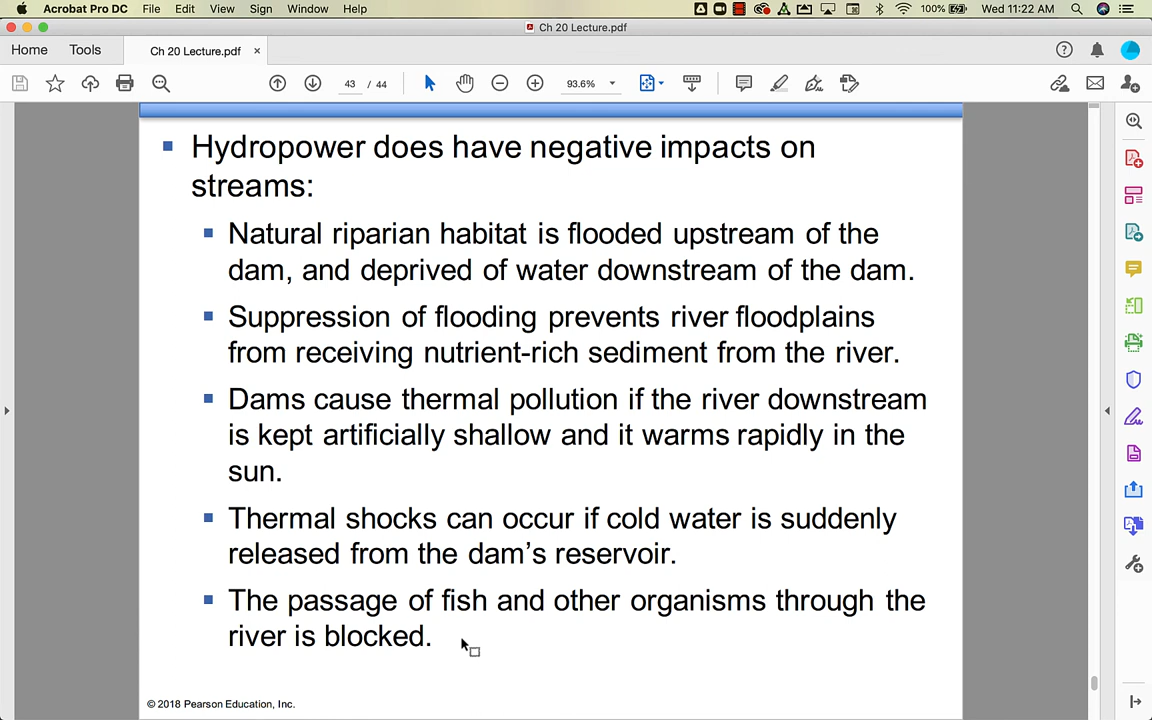 Acrobat Pro DC File Edit View Sign Window Help 100% Wed 11:22 AM
Ch 20 Lecture.pdf
Home Tools Ch 20 Lecture.pdf ×
43 / 44 93.6%
Hydropower does have negative impacts on
streams:
Natural riparian habitat is flooded upstream of the
dam, and deprived of water downstream of the dam.
Suppression of flooding prevents river floodplains
from receiving nutrient-rich sediment from the river.
Dams cause thermal pollution if the river downstream
is kept artificially shallow and it warms rapidly in the
sun.
Thermal shocks can occur if cold water is suddenly
released from the dam’s reservoir.
The passage of fish and other organisms through the
river is blocked.
© 2018 Pearson Education, Inc.